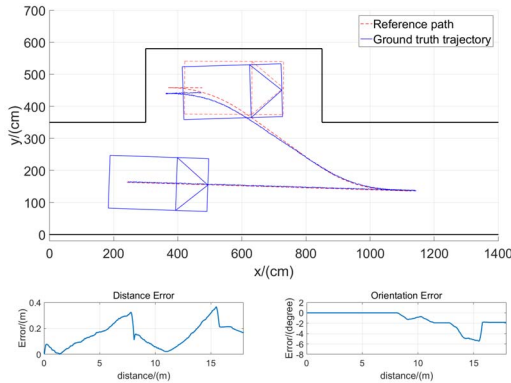 700
600
500
400
300
200
100
0
y/(cm)
Reference path
Ground truth trajectory
0 200 400 600 800 1000 1200 1400
x/(cm)
Distance Error
0.4
0.2
0
Error/(m)
0 5 10 15
distance/(m)
Orientation Error
2
0
-2
-4
-6
-8
Error/(degree)
0 5 10 15
distance/(m)